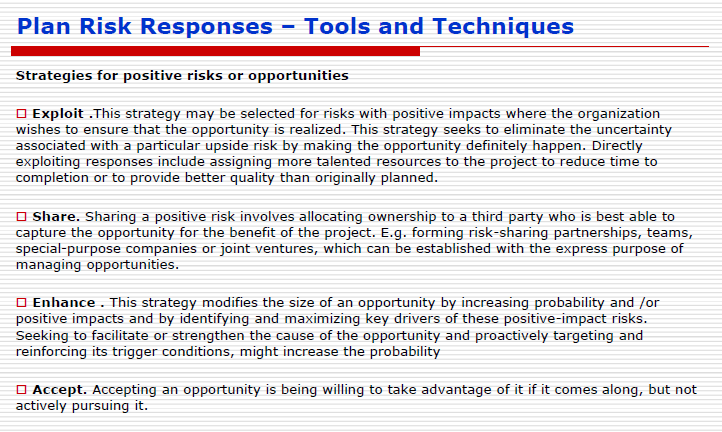 Plan Risk Responses – Tools and Techniques
Strategies for positive risks or opportunities
□ Exploit .This strategy may be selected for risks with positive impacts where the organization
wishes to ensure that the opportunity is realized. This strategy seeks to eliminate the uncertainty
associated with a particular upside risk by making the opportunity definitely happen. Directly
exploiting responses include assigning more talented resources to the project to reduce time to
completion or to provide better quality than originally planned.
□ Share. Sharing a positive risk involves allocating ownership to a third party who is best able to
capture the opportunity for the benefit of the project. E.g. forming risk-sharing partnerships, teams,
special-purpose companies or joint ventures, which can be established with the express purpose of
managing opportunities.
□ Enhance . This strategy modifies the size of an opportunity by increasing probability and /or
positive impacts and by identifying and maximizing key drivers of these positive-impact risks.
Seeking to facilitate or strengthen the cause of the opportunity and proactively targeting and
reinforcing its trigger conditions, might increase the probability
□ Accept. Accepting an opportunity is being willing to take advantage of it if it comes along, but not
actively pursuing it.